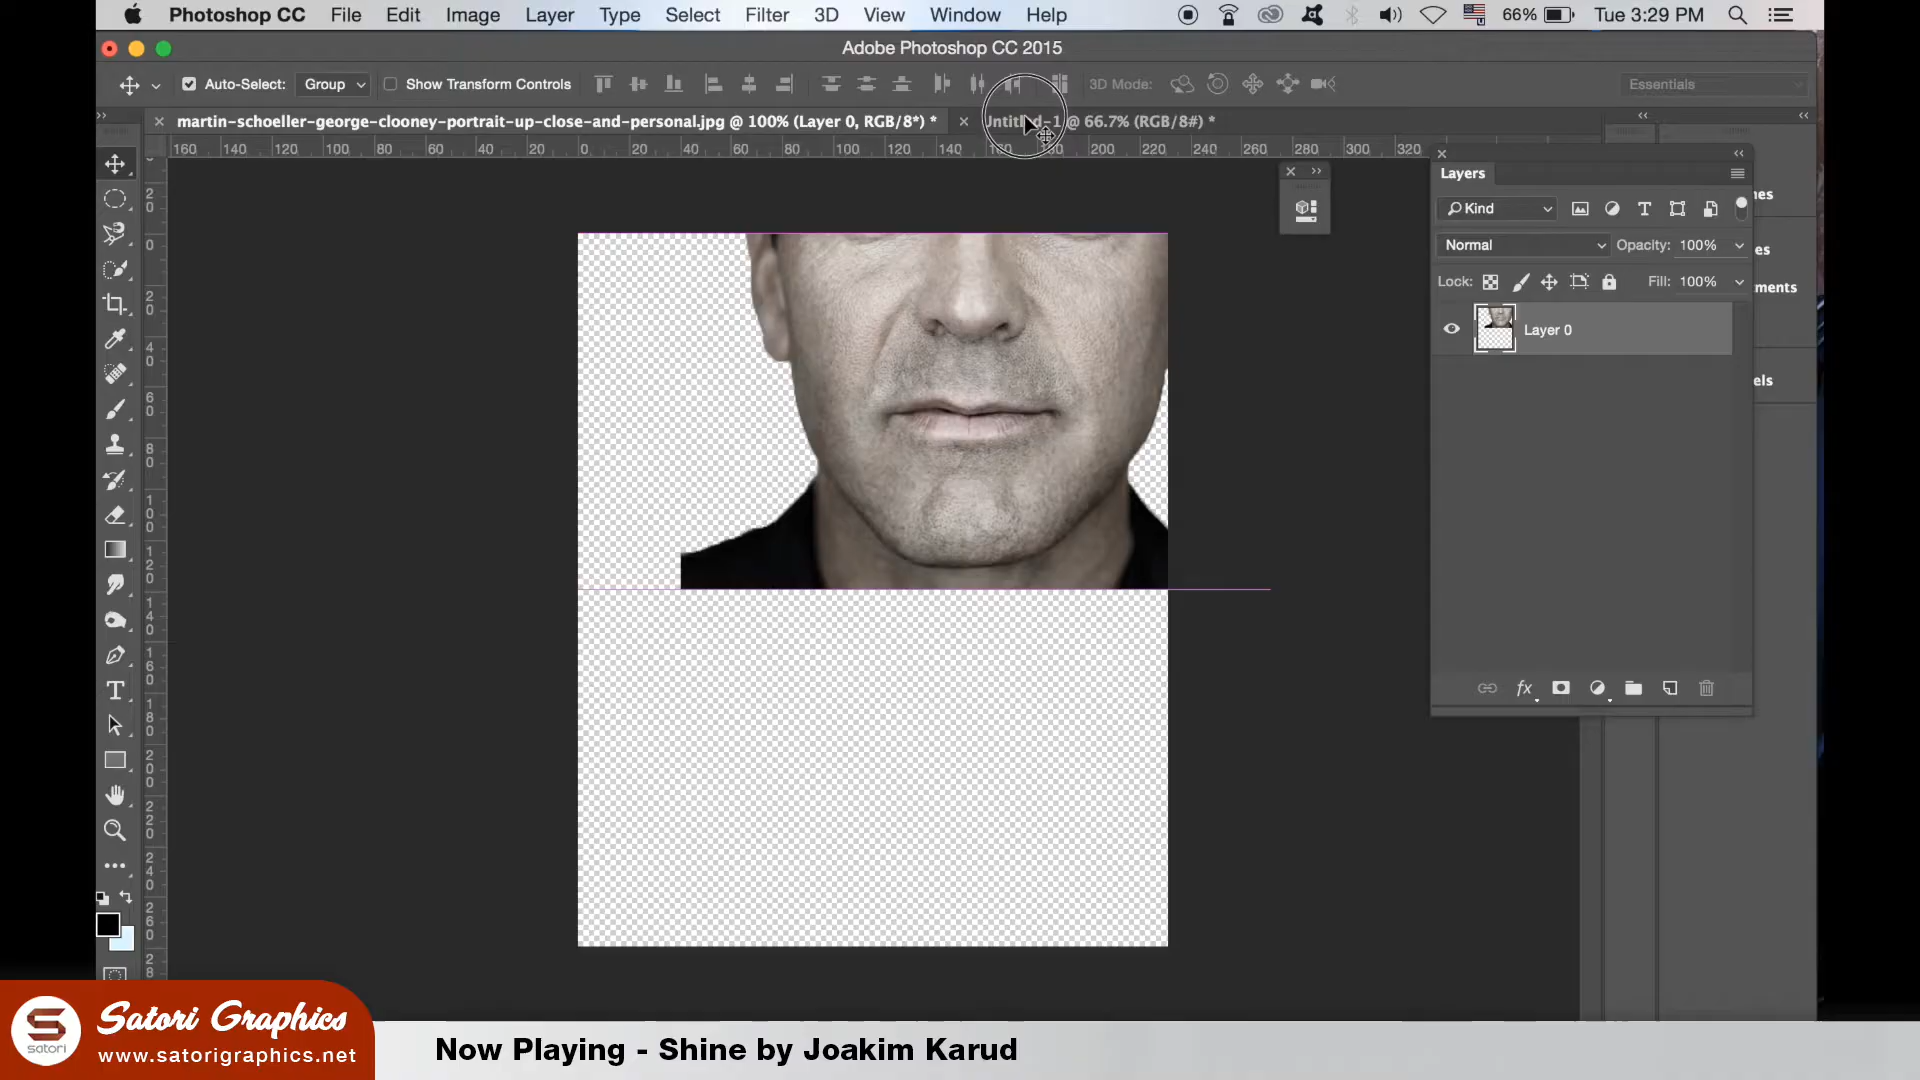 Photoshop CC File Edit Image Layer Type Select Filter 3D View Window Help 66% Tue 3:29 PM
Adobe Photoshop CC 2015
Auto-Select: Group Show Transform Controls 3D Mode: Essentials
martin-schoeller-george-clooney-portrait-up-close-and-personal.jpg @ 100% (Layer 0, RGB/8*) * Untitled-1 @ 66.7% (RGB/8#) *
160 140 120 100 80 60 40 20 0 20 40 60 80 100 120 140 160 180 200 220 240 260 280 300 320
Layers
Kind
Normal Opacity: 100%
Lock: Fill: 100%
Layer 0
Satori Graphics
satori
www.satorigraphics.net
Now Playing - Shine by Joakim Karud